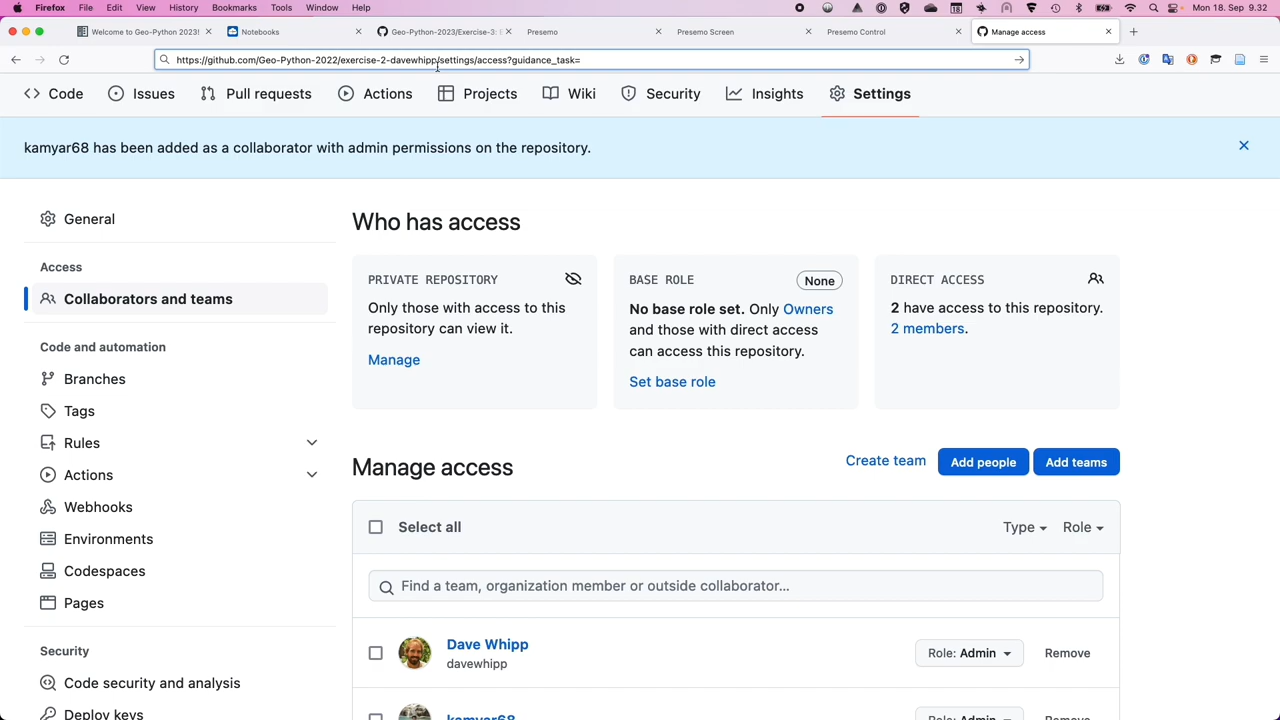 Firefox File Edit View History Bookmarks Tools Window Help Mon 18. Sep 9.32
Welcome to Geo-Python 2023! Notebooks Geo-Python-2023/Exercise-3: Presemo Presemo Screen Presemo Control Manage access
https://github.com/Geo-Python-2022/exercise-2-davewhipp/settings/access?guidance_task=
Code Issues Pull requests Actions Projects Wiki Security Insights Settings
kamyar68 has been added as a collaborator with admin permissions on the repository.
General
Access
Collaborators and teams
Code and automation
Branches
Tags
Rules
Actions
Webhooks
Environments
Codespaces
Pages
Security
Code security and analysis
Deploy keys
Who has access
PRIVATE REPOSITORY
Only those with access to this
repository can view it.
Manage
BASE ROLE None
No base role set. Only Owners
and those with direct access
can access this repository.
Set base role
DIRECT ACCESS
2 have access to this repository.
2 members.
Manage access
Create team Add people Add teams
Select all Type Role
Find a team, organization member or outside collaborator...
Dave Whipp
davewhipp
Role: Admin Remove
kamyar68 Role: Admin Remove